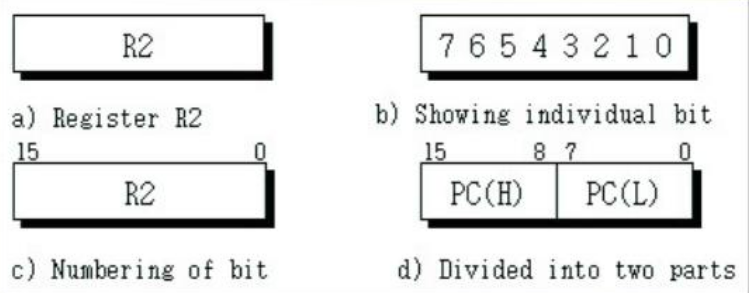 R2
7 6 5 4 3 2 1 0
a) Register R2
b) Showing individual bit
15 0
15 8 7 0
R2
PC(H) PC(L)
c) Numbering of bit
d) Divided into two parts